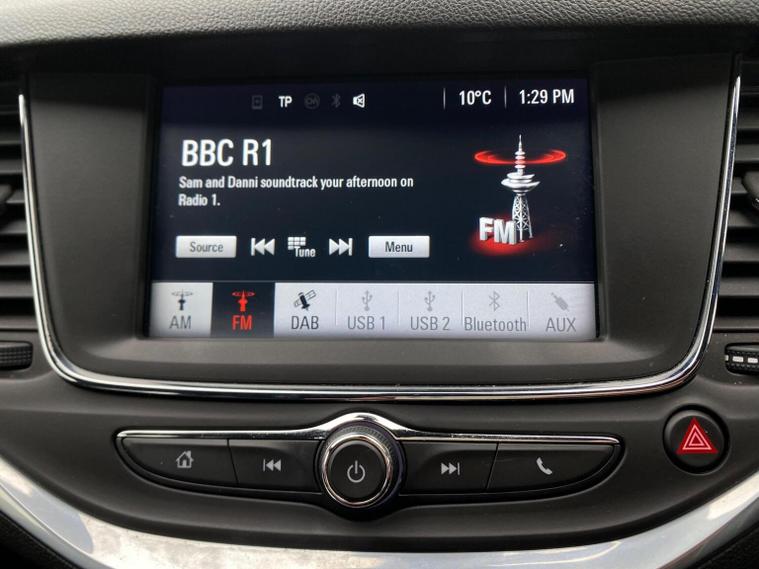 TP
10°C
1:29 PM
BBC R1
Sam and Danni soundtrack your afternoon on
Radio 1.
FM
Source
Tune
Menu
AM
FM
DAB
USB 1
USB 2
Bluetooth
AUX